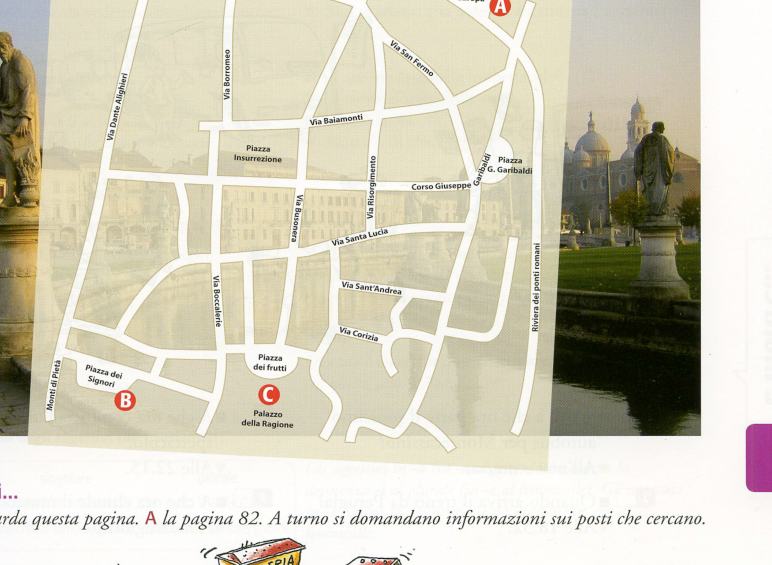 A
Via San Fermo
Via Borromeo
Via Dante Alighieri
Via Baiamonti
Piazza
Insurrezione
Piazza
G. Garibaldi
Corso Giuseppe Garibaldi
Via Risorgimento
Via Busonera
Via Santa Lucia
Via Sant'Andrea
Via Boccalerie
Riviera dei ponti romani
Via Corizia
Piazza
dei frutti
Piazza dei
Signori
Monti di Pietà
B
C
Palazzo
della Ragione
i...
arda questa pagina. A la pagina 82. A turno si domandano informazioni sui posti che cercano.